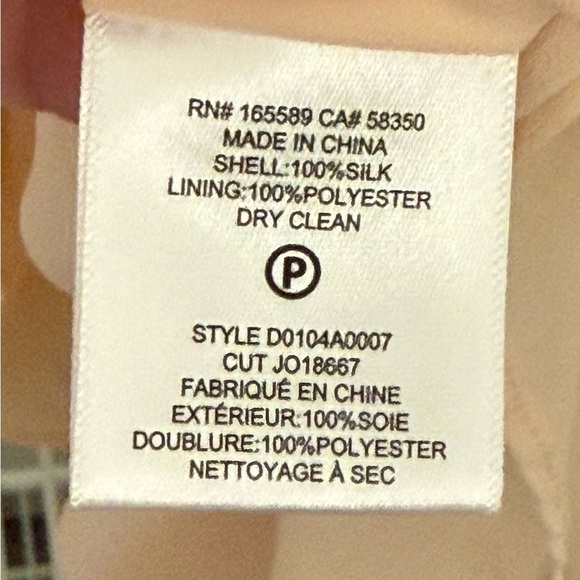 RN# 165589 CA# 58350
MADE IN CHINA
SHELL:100%SILK
LINING:100%POLYESTER
DRY CLEAN
P
STYLE D0104A0007
CUT JO18667
FABRIQUÉ EN CHINE
EXTÉRIEUR:100%SOIE
DOUBLURE:100%POLYESTER
NETTOYAGE À SEC